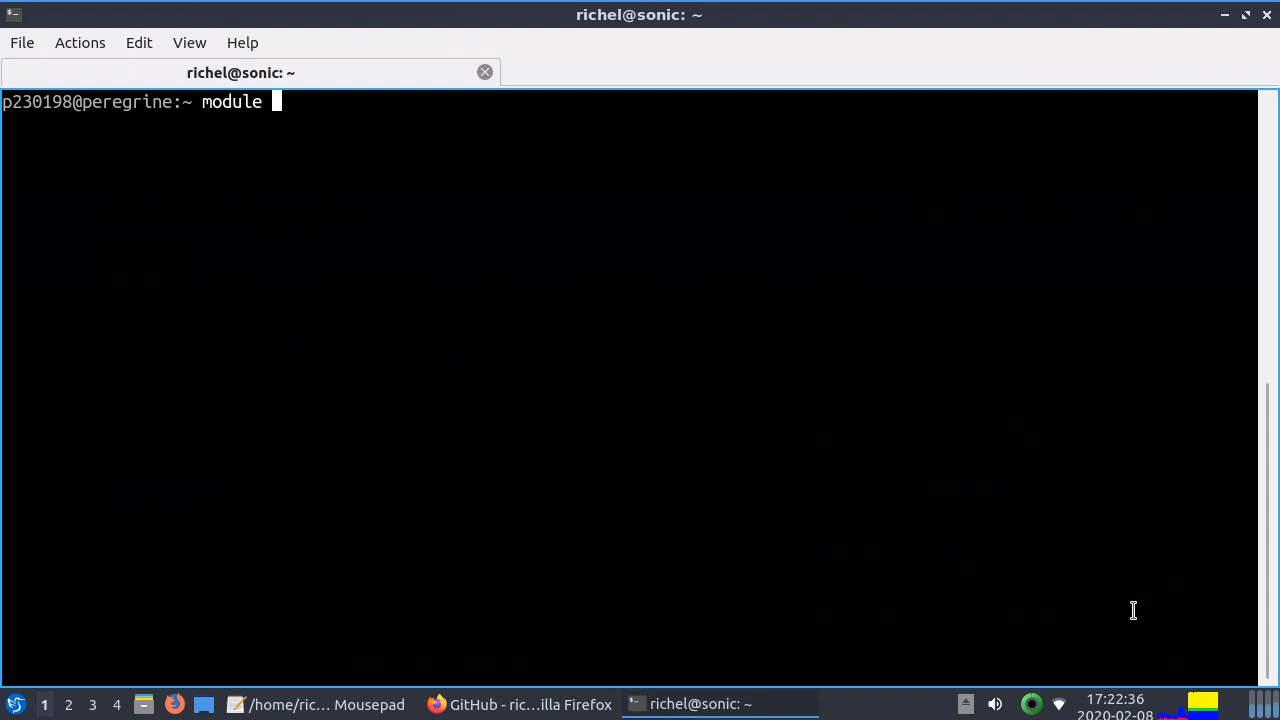 richel@sonic: ~
File Actions Edit View Help
richel@sonic: ~
p230198@peregrine:~ module
1 2 3 4 /home/ric... Mousepad GitHub - ric...illa Firefox richel@sonic: ~ 17:22:36
2020-02-08